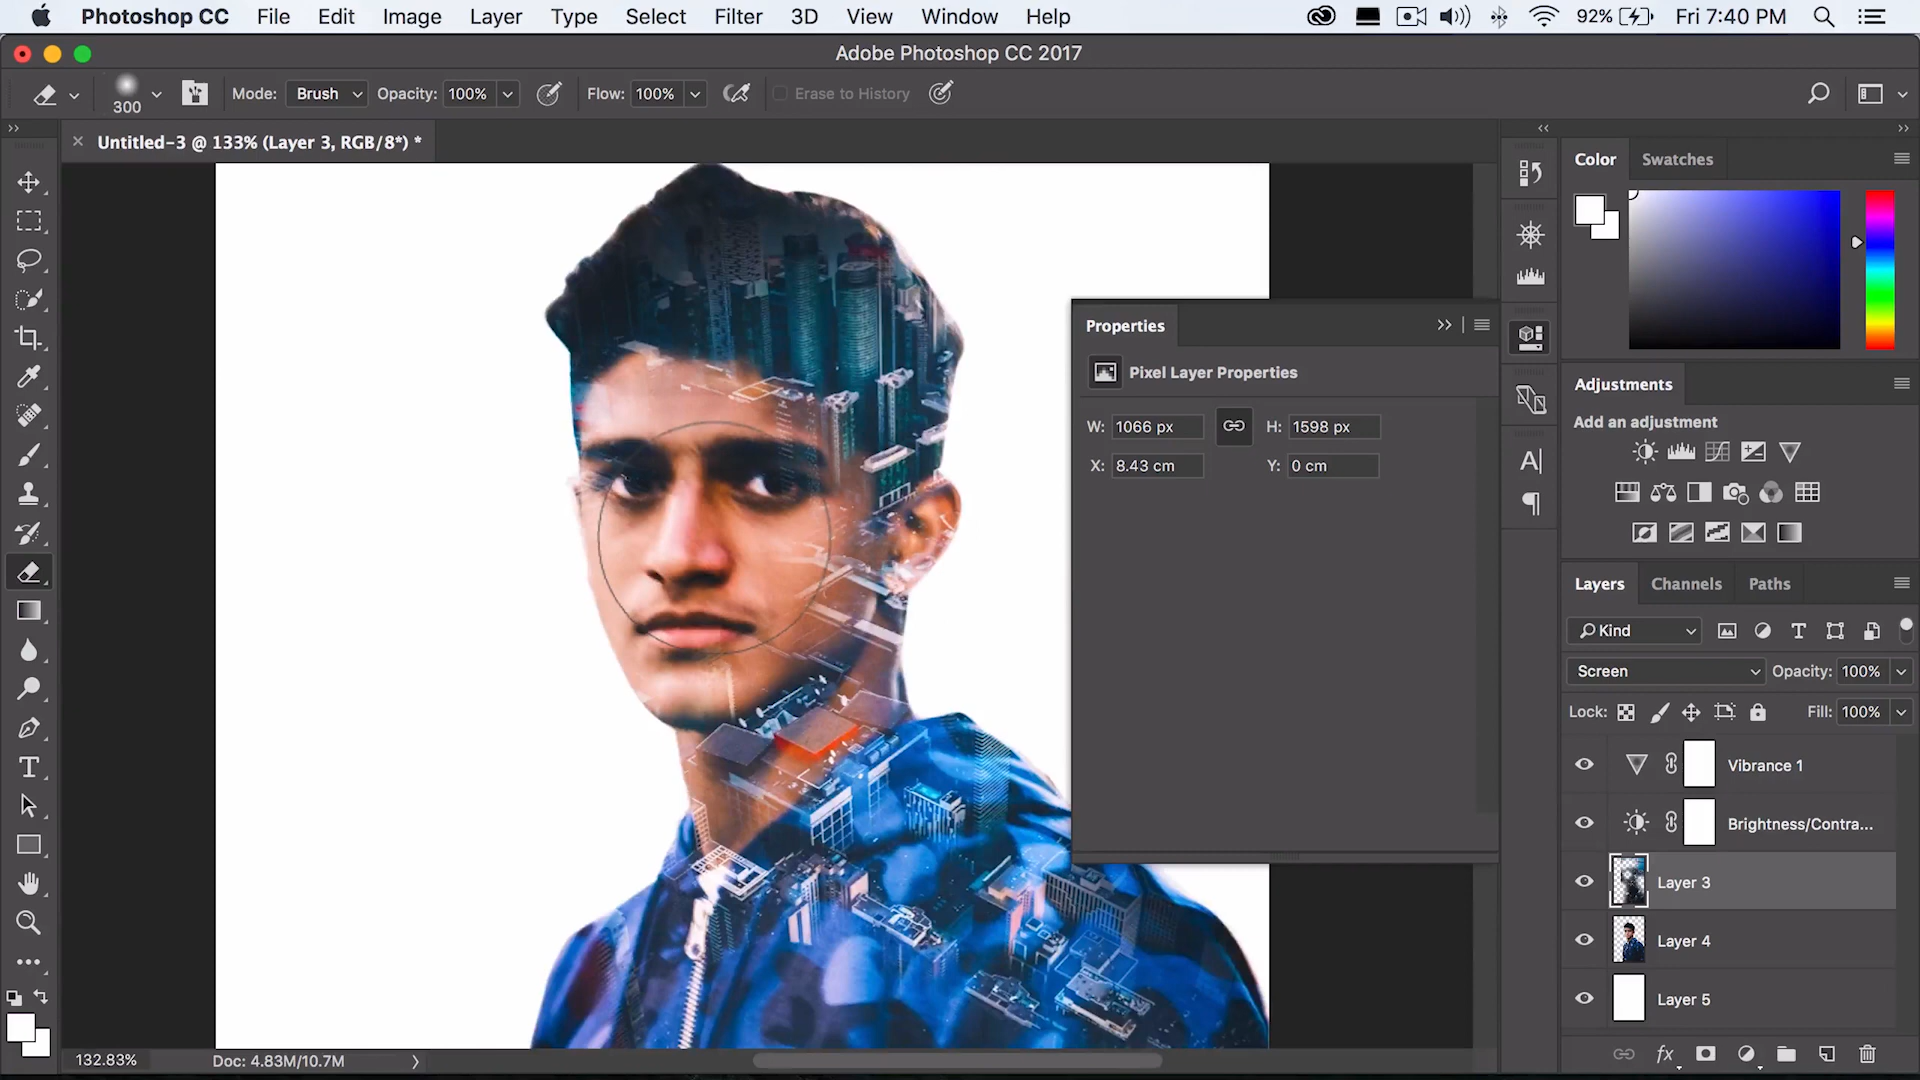 Photoshop CC File Edit Image Layer Type Select Filter 3D View Window Help 92% Fri 7:40 PM
Adobe Photoshop CC 2017
300 Mode: Brush Opacity: 100% Flow: 100% Erase to History
Untitled-3 @ 133% (Layer 3, RGB/8*) *
Color Swatches
Properties
Pixel Layer Properties
W: 1066 px H: 1598 px
X: 8.43 cm Y: 0 cm
Adjustments
Add an adjustment
Layers Channels Paths
Kind
Screen Opacity: 100%
Lock: Fill: 100%
Vibrance 1
Brightness/Contra...
Layer 3
Layer 4
Layer 5
fx
132.83% Doc: 4.83M/10.7M